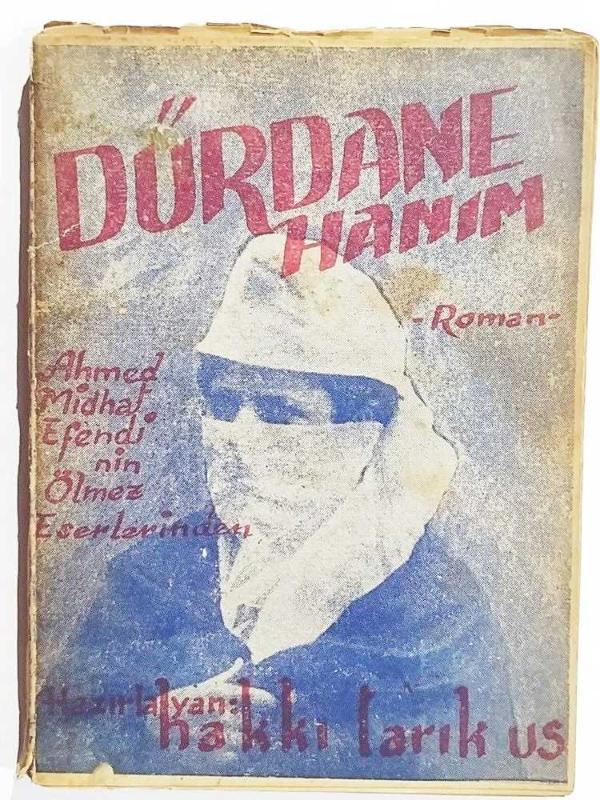 DÜRDANE
HANIM
-Roman-
Ahmed
Midhat
Efendi
nin
Ölmez
Eserlerinden
Hazırlayan:
hakkı tarık us